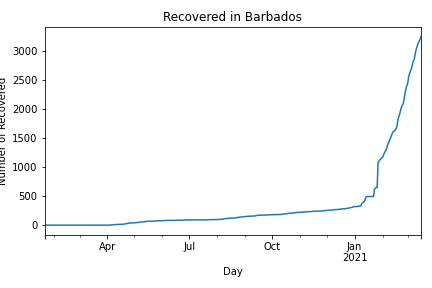 Recovered in Barbados
Number of Recovered
3000
2500
2000
1500
1000
500
0
Apr
Jul
Oct
Jan
2021
Day